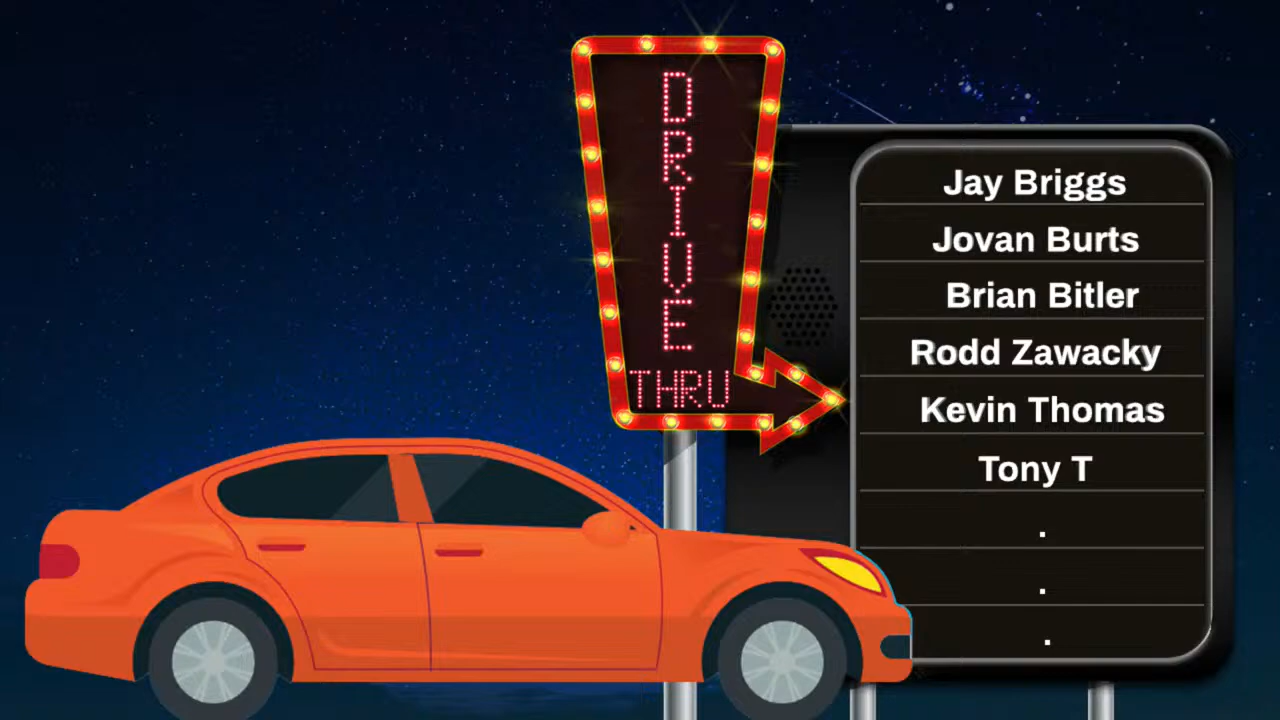 DRIVE
THRU
Jay Briggs
Jovan Burts
Brian Bitler
Rodd Zawacky
Kevin Thomas
Tony T
.
.
.